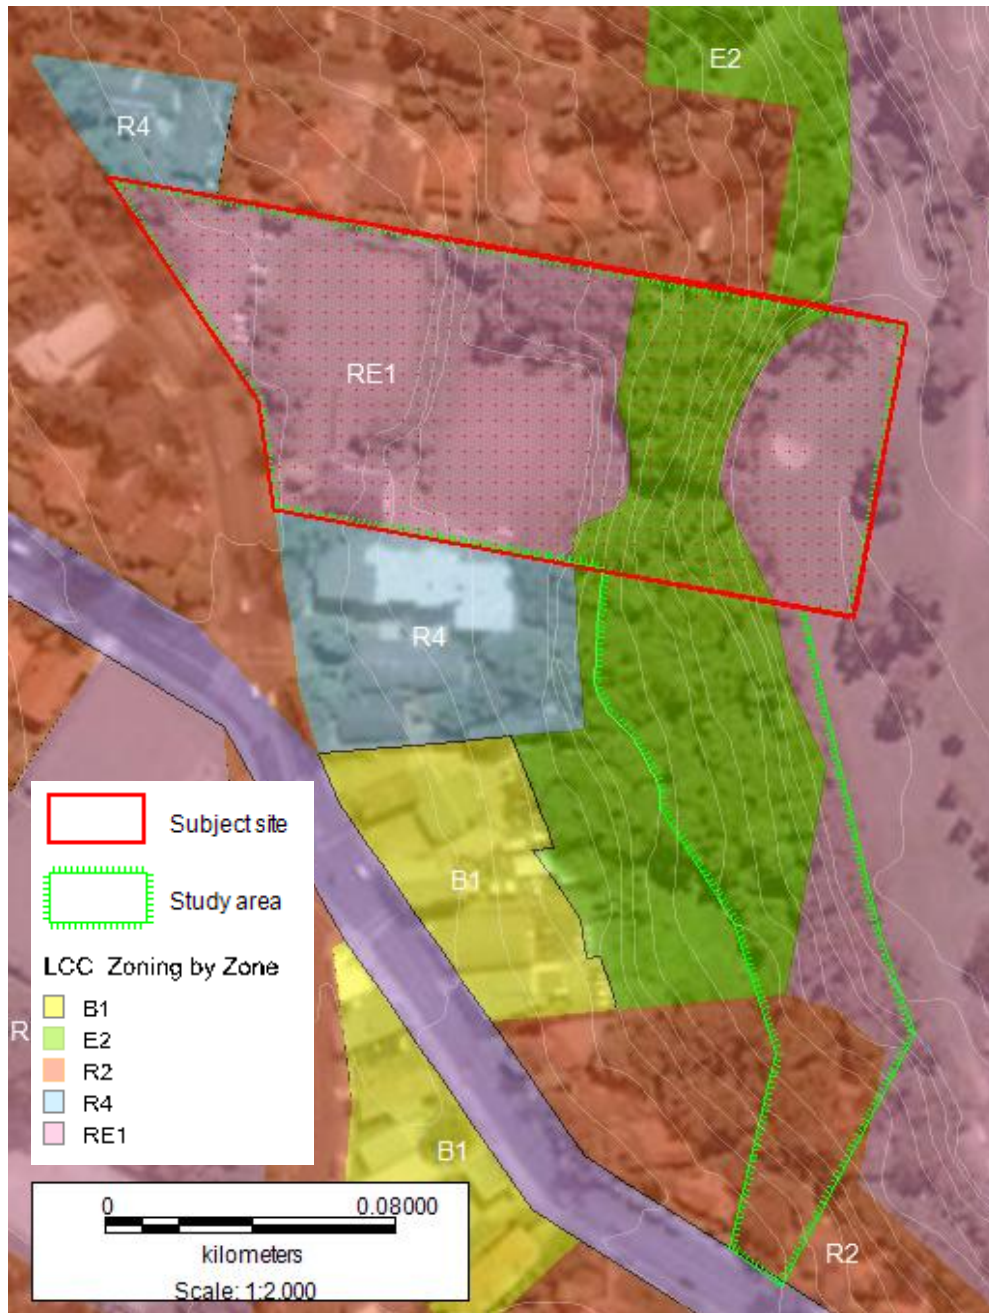 E2
R4
RE1
R4
B1
R
B1
R2
Subject site
Study area
LCC Zoning by Zone
B1
E2
R2
R4
RE1
0 0.08000
kilometers
Scale: 1:2.000